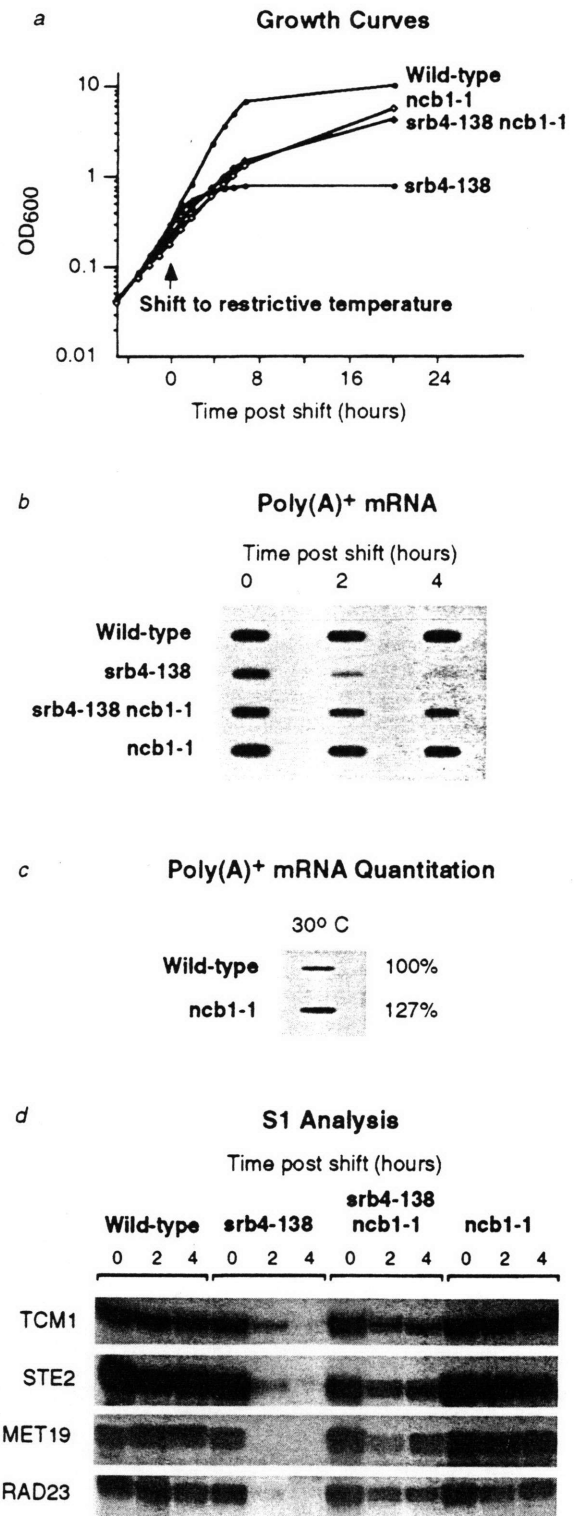 a
Growth Curves
10
1
0.1
0.01
OD600
Wild-type
ncb1-1
srb4-138 ncb1-1
srb4-138
Shift to restrictive temperature
0 8 16 24
Time post shift (hours)
b
Poly(A)+ mRNA
Time post shift (hours)
0 2 4
Wild-type
srb4-138
srb4-138 ncb1-1
ncb1-1
c
Poly(A)+ mRNA Quantitation
30º C
Wild-type 100%
ncb1-1 127%
d
S1 Analysis
Time post shift (hours)
Wild-type srb4-138 srb4-138 ncb1-1 ncb1-1
0 2 4 0 2 4 0 2 4 0 2 4
TCM1
STE2
MET19
RAD23